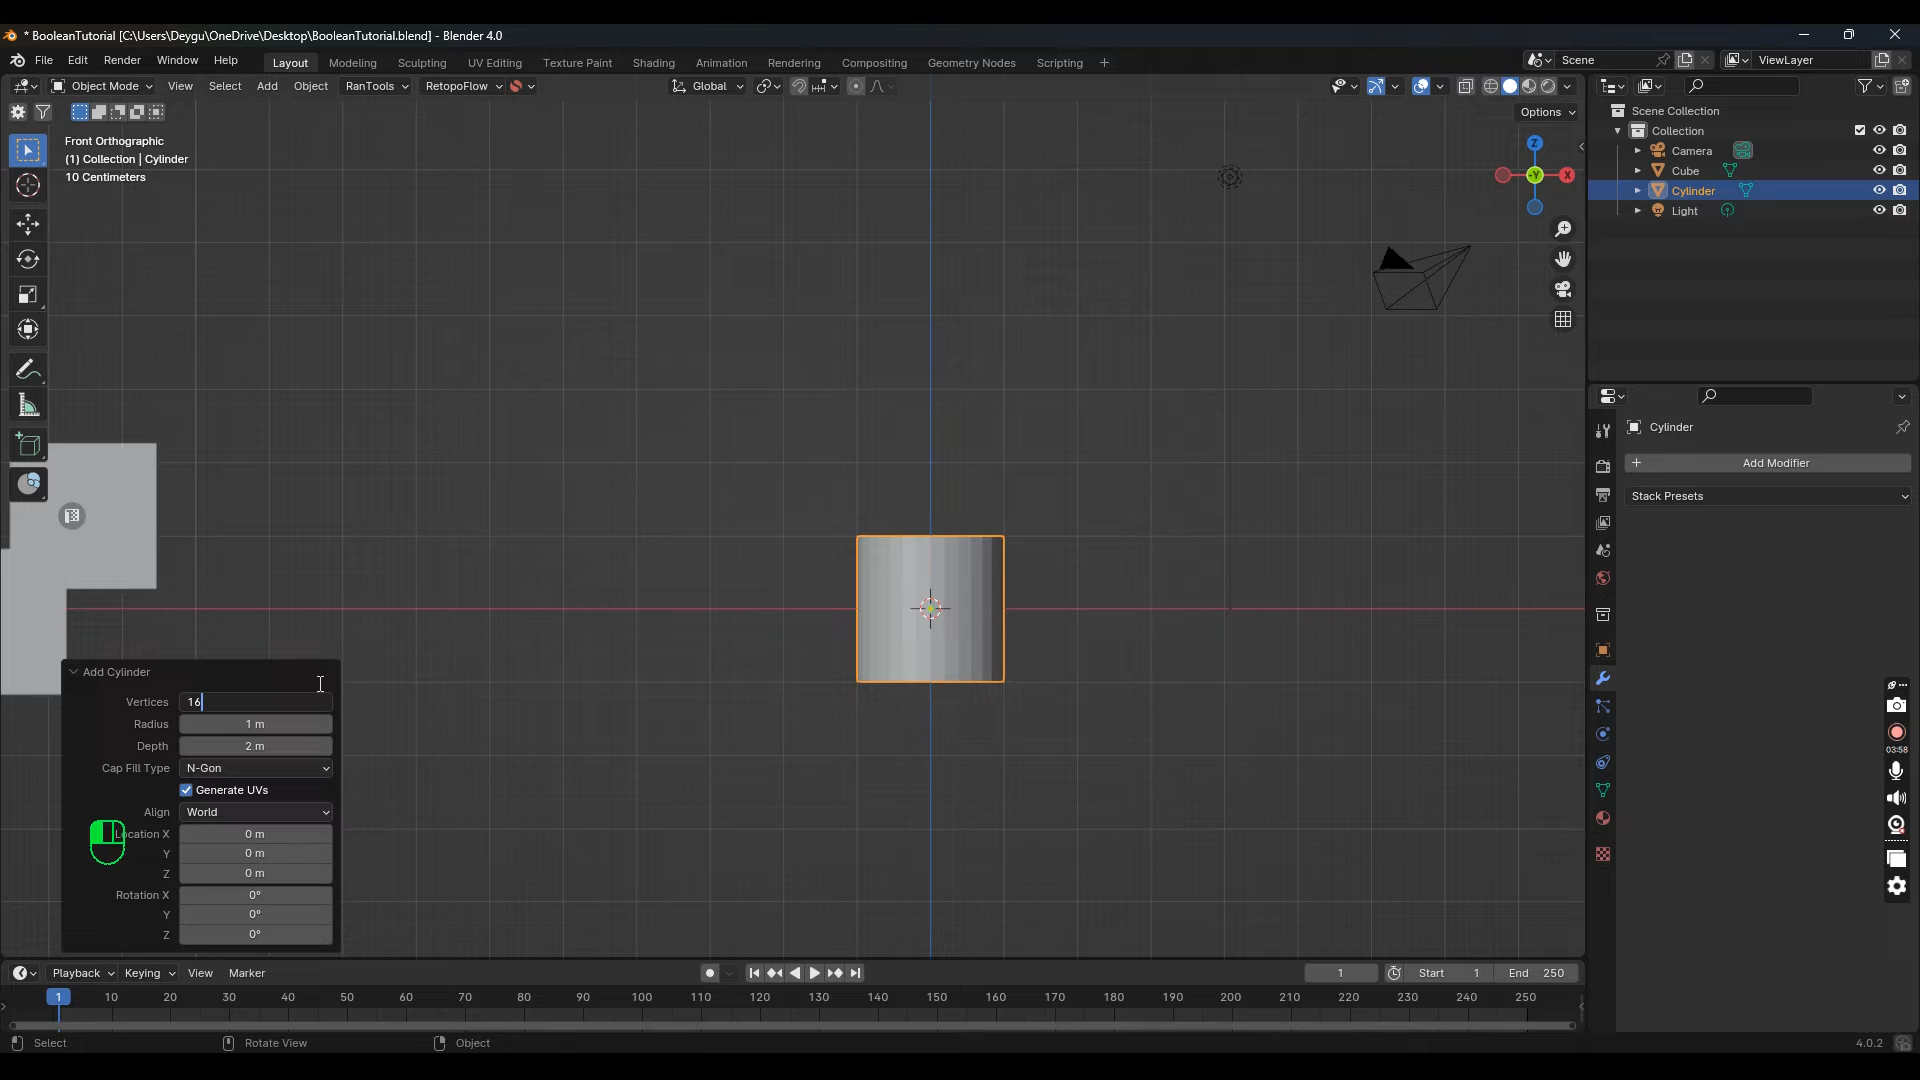 * BooleanTutorial [C:\Users\Deygu\OneDrive\Desktop\BooleanTutorial.blend] - Blender 4.0
File Edit Render Window Help Layout Modeling Sculpting UV Editing Texture Paint Shading Animation Rendering Compositing Geometry Nodes Scripting + Scene ViewLayer
Object Mode View Select Add Object RanTools RetopoFlow Global
Options
Front Orthographic
(1) Collection | Cylinder
10 Centimeters
Z
-Y
X
Scene Collection
Collection
Camera
Cube
Cylinder
Light
Cylinder
+ Add Modifier
Stack Presets
Add Cylinder
Vertices 16
Radius 1 m
Depth 2 m
Cap Fill Type N-Gon
Generate UVs
Align World
Location X 0 m
Y 0 m
Z 0 m
Rotation X 0°
Y 0°
Z 0°
03:58
Playback Keying View Marker 1 Start 1 End 250
1 10 20 30 40 50 60 70 80 90 100 110 120 130 140 150 160 170 180 190 200 210 220 230 240 250
Select Rotate View Object 4.0.2